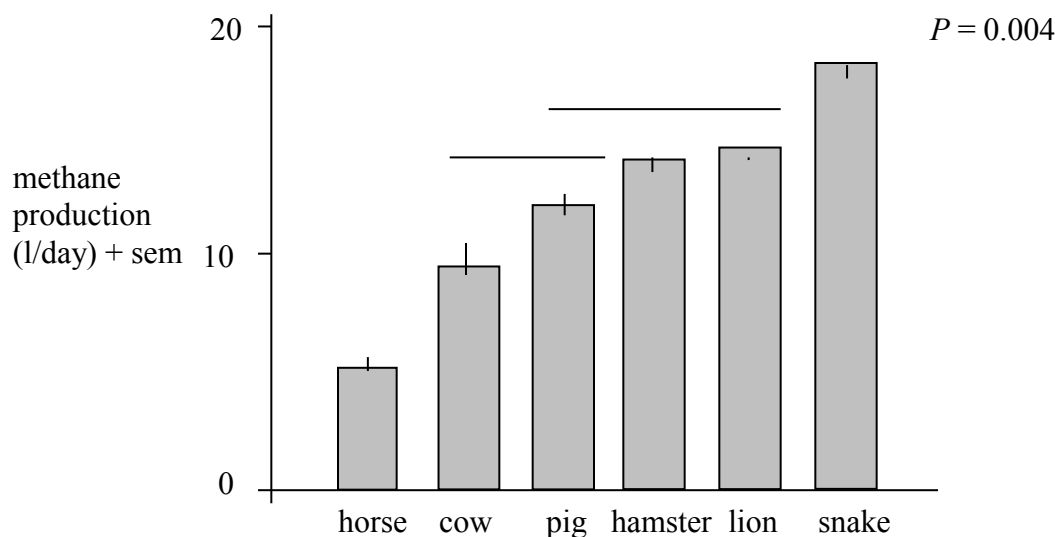 20
P = 0.004
methane
production
(l/day) + sem
10
0
horse cow pig hamster lion snake